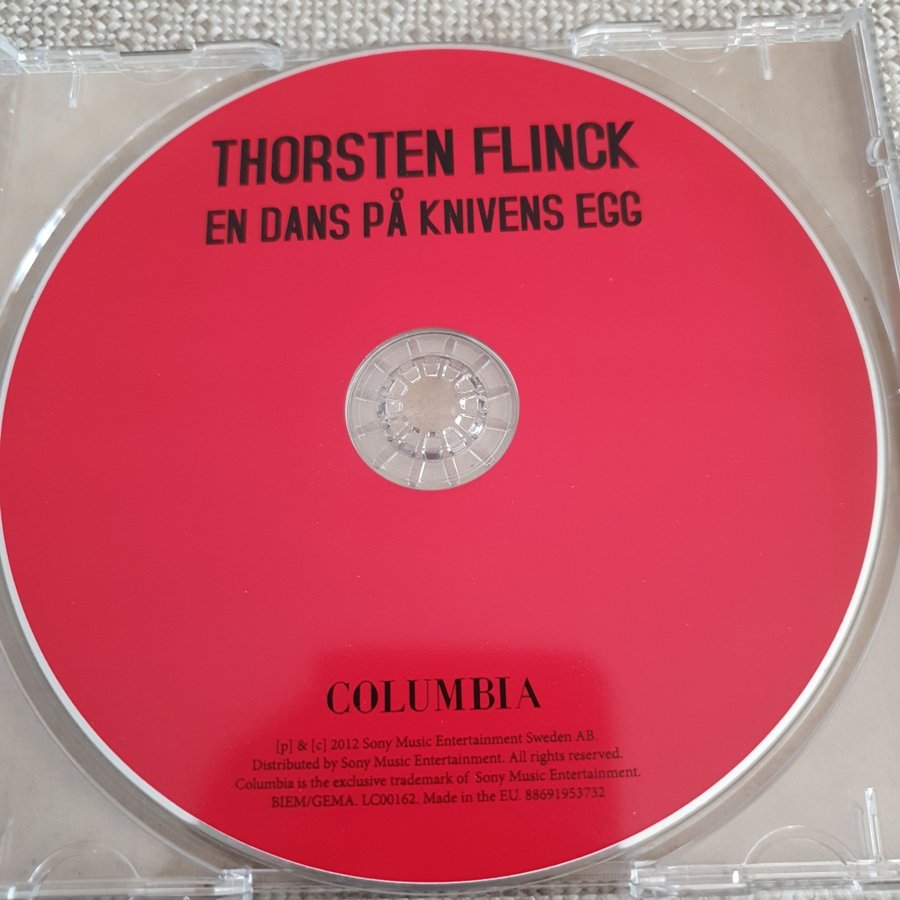 THORSTEN FLINCK
EN DANS PÅ KNIVENS EGG
COLUMBIA
[p] & [c] 2012 Sony Music Entertainment Sweden AB.
Distributed by Sony Music Entertainment. All rights reserved.
Columbia is the exclusive trademark of Sony Music Entertainment.
BIEM/GEMA. LC00162. Made in the EU. 88691953732